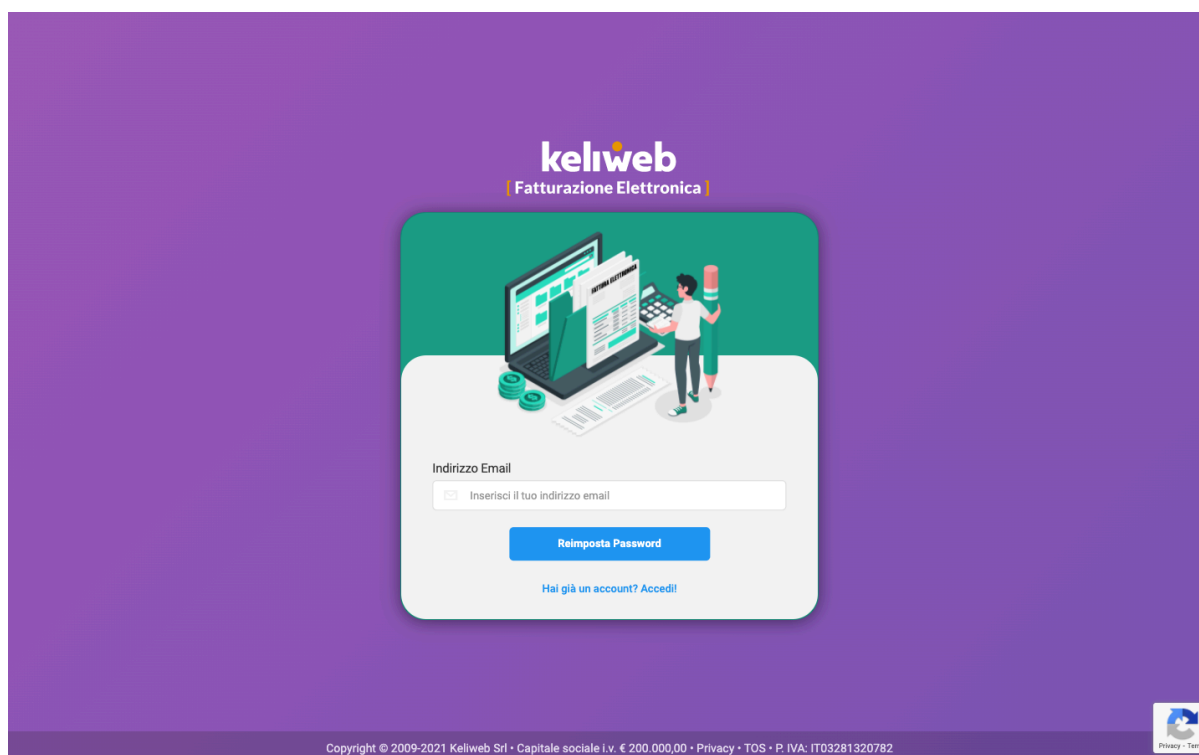 keliweb
[ Fatturazione Elettronica ]
FATTURA ELETTRONICA
Indirizzo Email
Inserisci il tuo indirizzo email
Reimposta Password
Hai già un account? Accedi!
Copyright © 2009-2021 Keliweb Srl • Capitale sociale i.v. € 200.000,00 • Privacy • TOS • P. IVA: IT03281320782
Privacy -